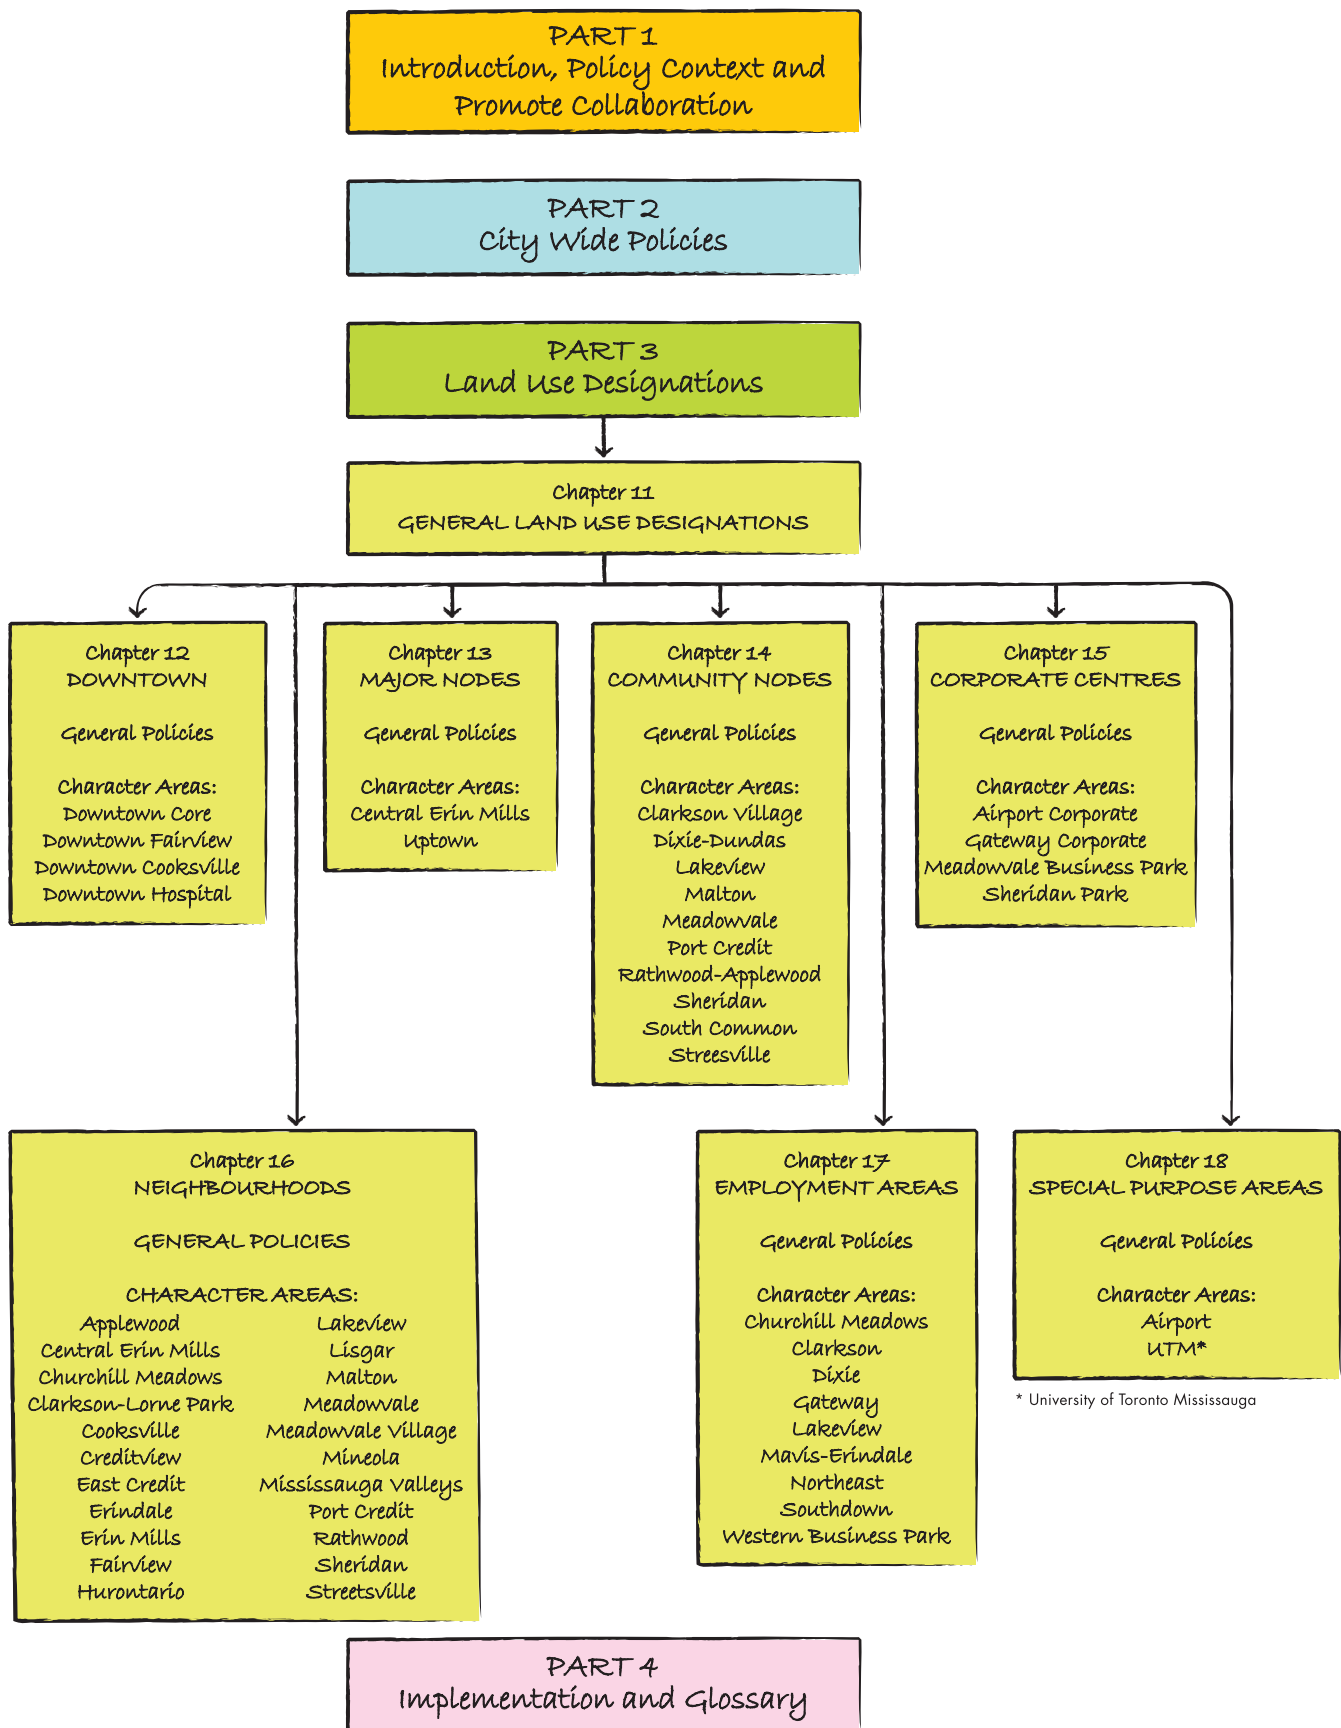 PART 1
Introduction, Policy Context and
Promote Collaboration
PART 2
City Wide Policies
PART 3
Land Use Designations
Chapter 11
GENERAL LAND USE DESIGNATIONS
Chapter 12
DOWNTOWN
General Policies
Character Areas:
Downtown Core
Downtown Fairview
Downtown Cooksville
Downtown Hospital
Chapter 13
MAJOR NODES
General Policies
Character Areas:
Central Erin Mills
Uptown
Chapter 14
COMMUNITY NODES
General Policies
Character Areas:
Clarkson Village
Dixie-Dundas
Lakeview
Malton
Meadowvale
Port Credit
Rathwood-Applewood
Sheridan
South Common
Streesville
Chapter 15
CORPORATE CENTRES
General Policies
Character Areas:
Airport Corporate
Gateway Corporate
Meadowvale Business Park
Sheridan Park
Chapter 16
NEIGHBOURHOODS
GENERAL POLICIES
CHARACTER AREAS:
Applewood
Central Erin Mills
Churchill Meadows
Clarkson-Lorne Park
Cooksville
Creditview
East Credit
Erindale
Erin Mills
Fairview
Hurontario
Lakeview
Lisgar
Malton
Meadowvale
Meadowvale Village
Mineola
Mississauga Valleys
Port Credit
Rathwood
Sheridan
Streetsville
Chapter 17
EMPLOYMENT AREAS
General Policies
Character Areas:
Churchill Meadows
Clarkson
Dixie
Gateway
Lakeview
Mavis-Erindale
Northeast
Southdown
Western Business Park
Chapter 18
SPECIAL PURPOSE AREAS
General Policies
Character Areas:
Airport
UTM*
* University of Toronto Mississauga
PART 4
Implementation and Glossary